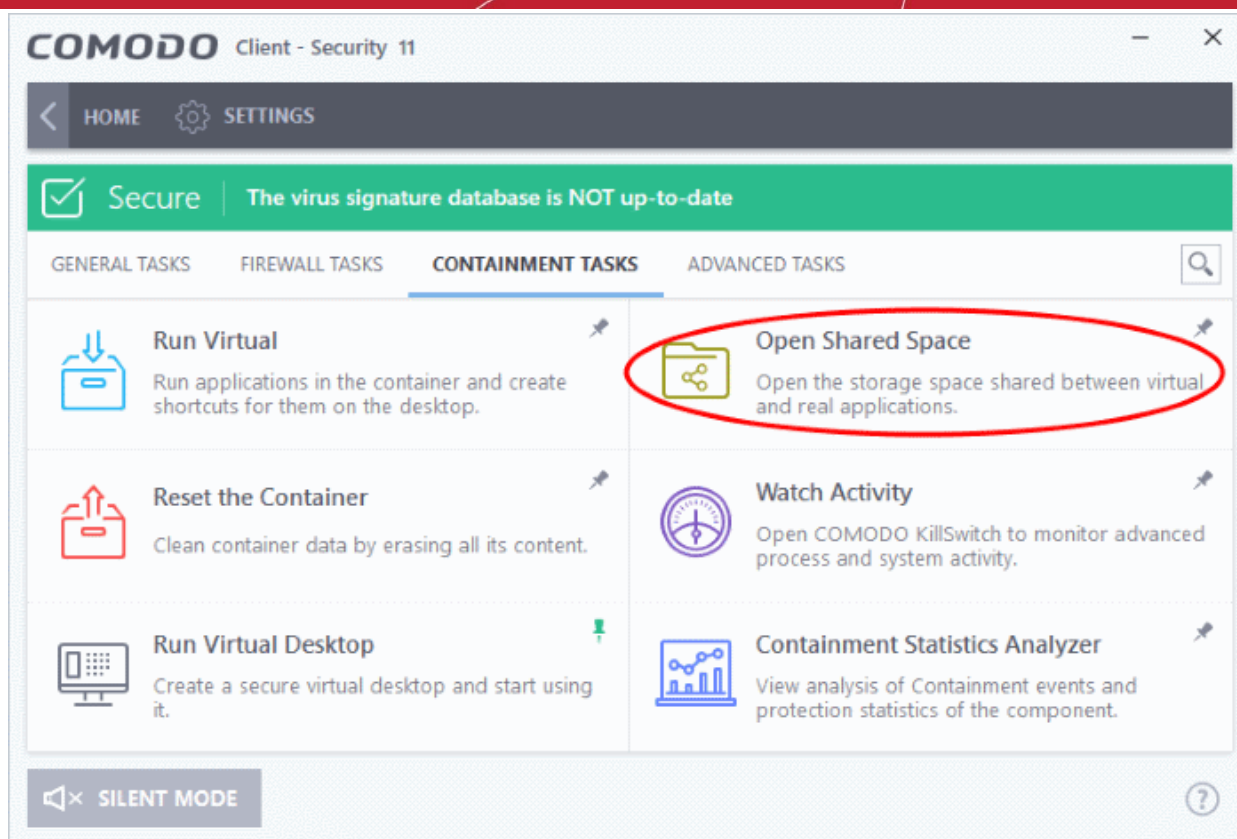 COMODO Client - Security 11
HOME SETTINGS
Secure The virus signature database is NOT up-to-date
GENERAL TASKS FIREWALL TASKS CONTAINMENT TASKS ADVANCED TASKS
Run Virtual
Run applications in the container and create
shortcuts for them on the desktop.
Open Shared Space
Open the storage space shared between virtual
and real applications.
Reset the Container
Clean container data by erasing all its content.
Watch Activity
Open COMODO KillSwitch to monitor advanced
process and system activity.
Run Virtual Desktop
Create a secure virtual desktop and start using
it.
Containment Statistics Analyzer
View analysis of Containment events and
protection statistics of the component.
SILENT MODE
?